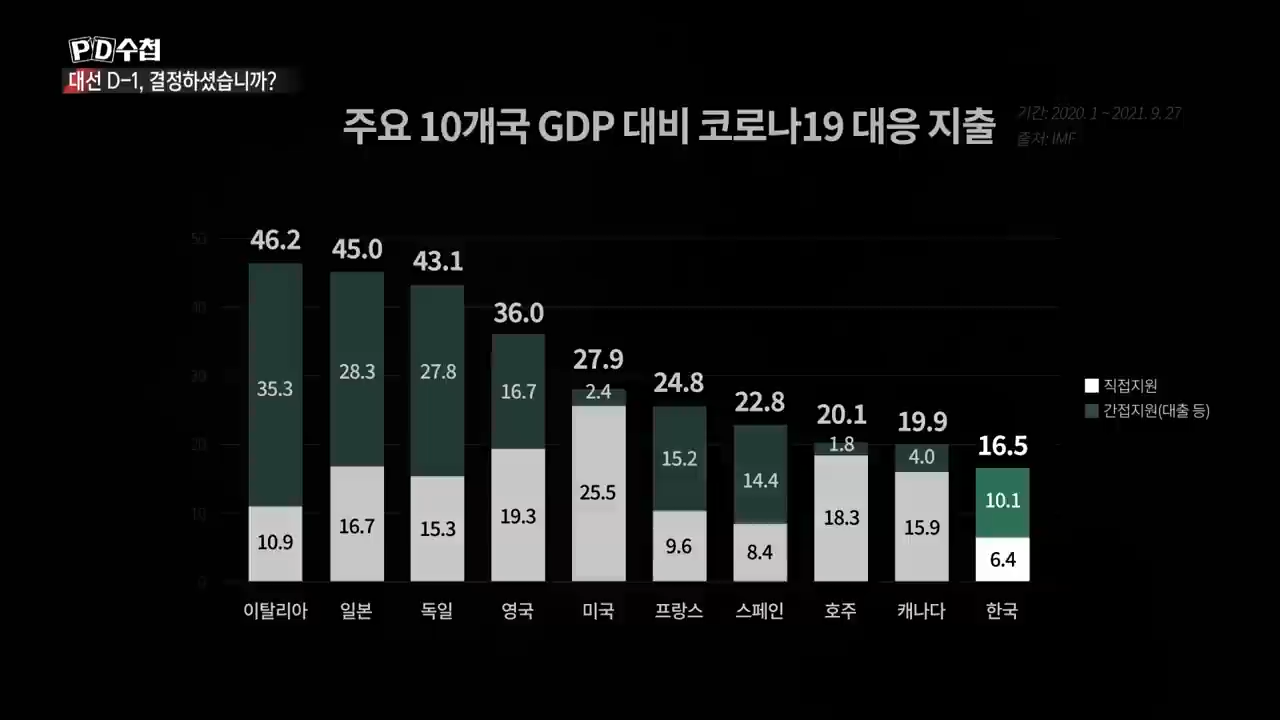 PD수첩
대선 D-1, 결정하셨습니까?
주요 10개국 GDP 대비 코로나19 대응 지출
기간: 2020. 1 ~ 2021. 9. 27
출처: IMF
50
40
30
20
10
0
46.2 45.0 43.1 36.0 27.9 24.8 22.8 20.1 19.9 16.5
35.3 28.3 27.8 16.7 2.4 15.2 14.4 1.8 4.0 10.1
10.9 16.7 15.3 19.3 25.5 9.6 8.4 18.3 15.9 6.4
이탈리아 일본 독일 영국 미국 프랑스 스페인 호주 캐나다 한국
직접지원
간접지원(대출 등)